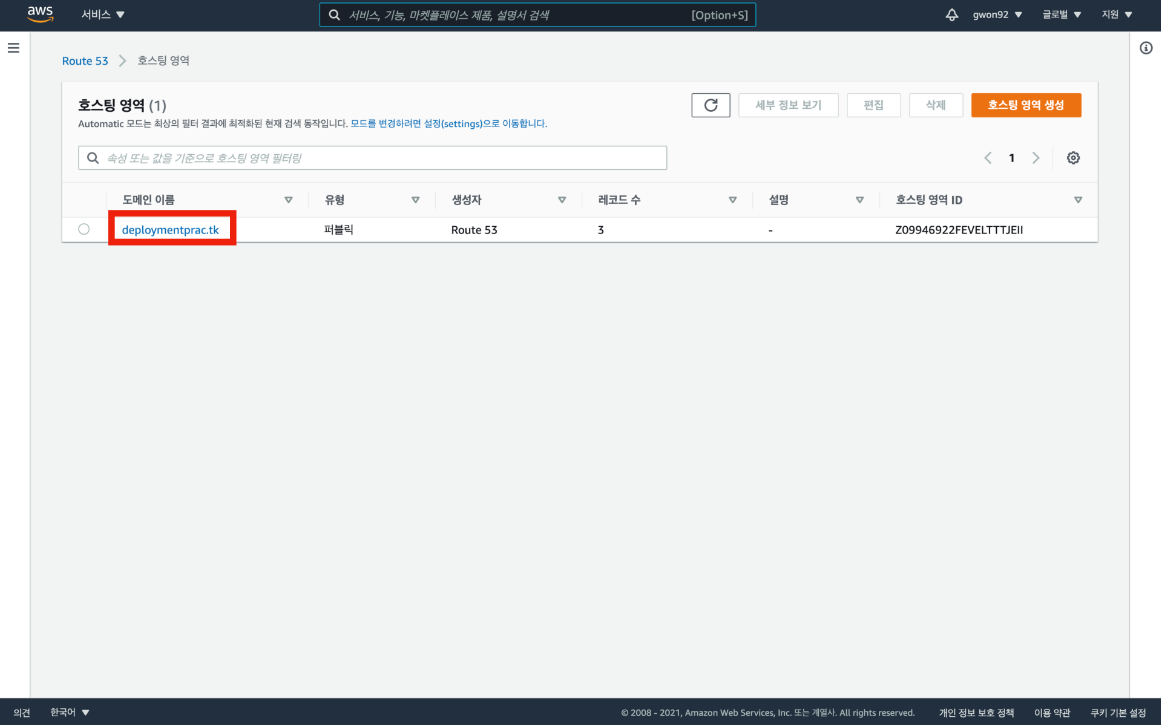 aws 서비스 서비스, 기능, 마켓플레이스 제품, 설명서 검색 [Option+S] gwon92 글로벌 지원
Route 53 호스팅 영역
호스팅 영역 (1) 세부 정보 보기 편집 삭제 호스팅 영역 생성
Automatic 모드는 최상의 필터 결과에 최적화된 현재 검색 동작입니다. 모드를 변경하려면 설정(settings)으로 이동합니다.
속성 또는 값을 기준으로 호스팅 영역 필터링 1
도메인 이름 유형 생성자 레코드 수 설명 호스팅 영역 ID
deploymentprac.tk 퍼블릭 Route 53 3 - Z09946922FEVELTTTJEII
의견 한국어 © 2008 - 2021, Amazon Web Services, Inc. 또는 계열사. All rights reserved. 개인 정보 보호 정책 이용 약관 쿠키 기본 설정